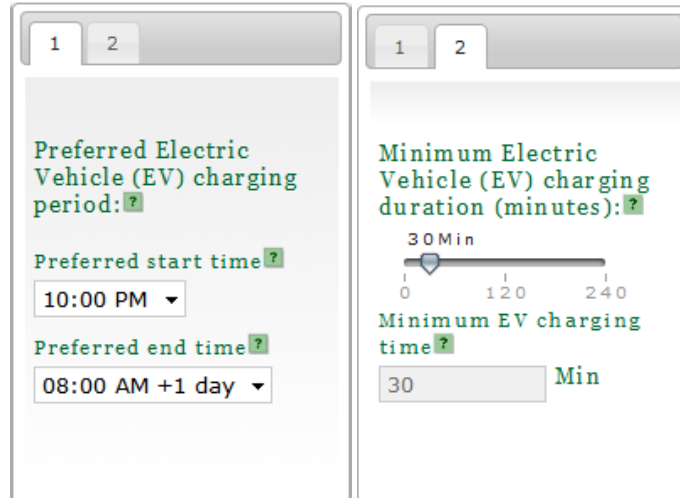 1 2
Preferred Electric
Vehicle (EV) charging
period: ?
Preferred start time ?
10:00 PM
Preferred end time ?
08:00 AM +1 day
1 2
Minimum Electric
Vehicle (EV) charging
duration (minutes): ?
30Min
0 120 240
Minimum EV charging
time ?
30 Min